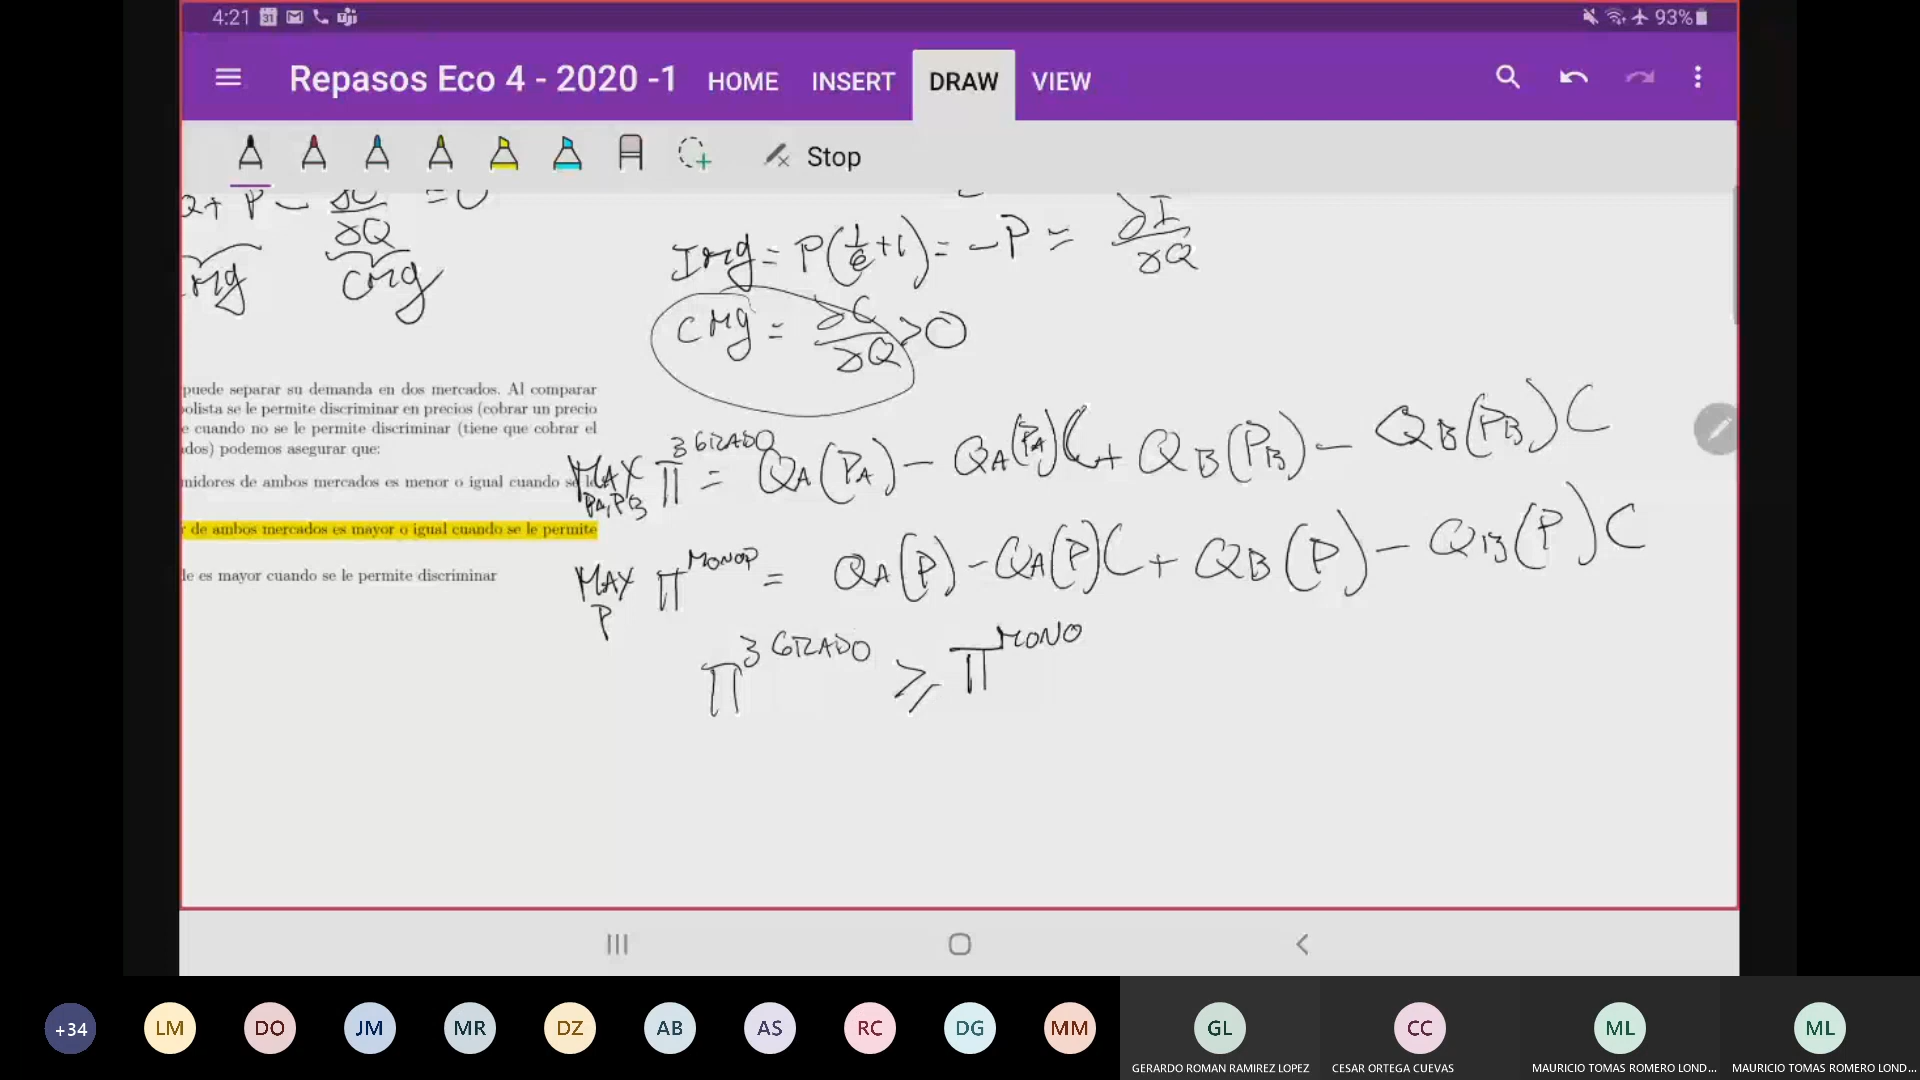 4:21 31 93%
Repasos Eco 4 - 2020 -1 HOME INSERT DRAW VIEW
Stop
Q + P - ∂C/∂Q = 0
Mg CMg
IMg = P(1/e + 1) = -P = ∂I/∂Q
CMg = ∂C/∂Q > 0
puede separar su demanda en dos mercados. Al comparar
olista se le permite discriminar en precios (cobrar un precio
e cuando no se le permite discriminar (tiene que cobrar el
dos) podemos asegurar que:
midores de ambos mercados es menor o igual cuando se le
r de ambos mercados es mayor o igual cuando se le permite
le es mayor cuando se le permite discriminar
MAX PA,PB π^3 GRADO = QA(PA) - QA(PA)C + QB(PB) - QB(PB)C
MAX P π^MONOP = QA(P) - QA(P)C + QB(P) - QB(P)C
π^3 GRADO ⩾ π^MONO
+34 LM DO JM MR DZ AB AS RC DG MM GL CC ML ML
GERARDO ROMAN RAMIREZ LOPEZ CESAR ORTEGA CUEVAS MAURICIO TOMAS ROMERO LOND... MAURICIO TOMAS ROMERO LOND...